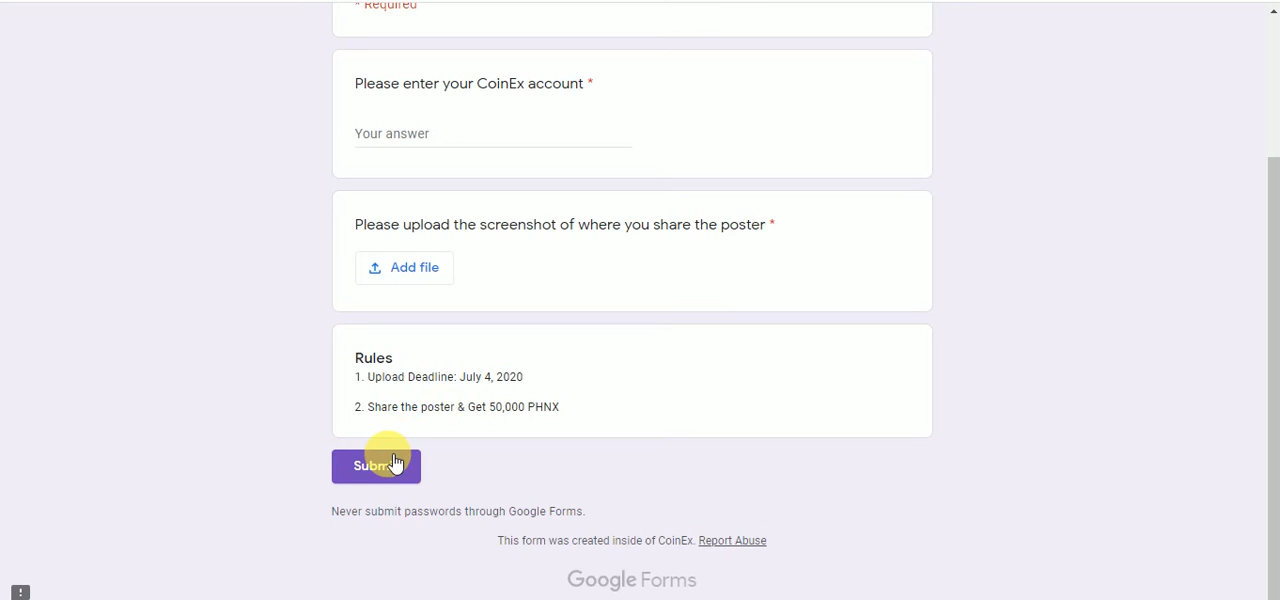 * Required
Please enter your CoinEx account *
Your answer
Please upload the screenshot of where you share the poster *
Add file
Rules
1. Upload Deadline: July 4, 2020
2. Share the poster & Get 50,000 PHNX
Submit
Never submit passwords through Google Forms.
This form was created inside of CoinEx. Report Abuse
Google Forms
!